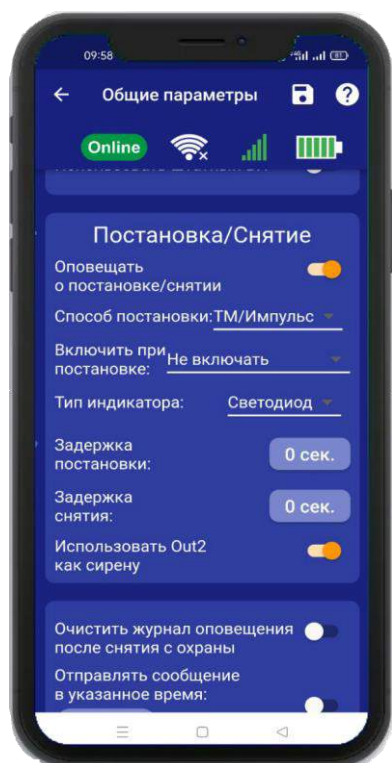 09:58
Общие параметры
Online
Постановка/Снятие
Оповещать
о постановке/снятии
Способ постановки: ТМ/Импульс
Включить при
постановке: Не включать
Тип индикатора: Светодиод
Задержка
постановки: 0 сек.
Задержка
снятия: 0 сек.
Использовать Out2
как сирену
Очистить журнал оповещения
после снятия с охраны
Отправлять сообщение
в указанное время: